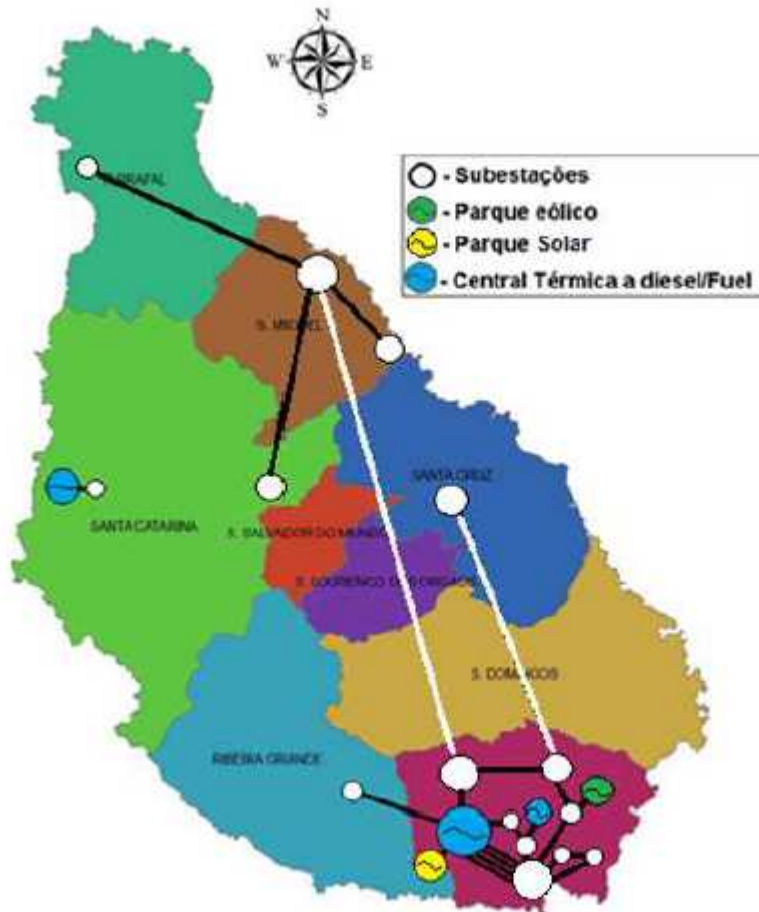 N
W E
S
- Subestações
- Parque eólico
- Parque Solar
- Central Térmica a diesel/Fuel
S. MIGUEL
SANTA CRUZ
SANTA CATARINA
S. SALVADOR DO MUNDO
S. DOMINGOS
RIBEIRA GRANDE